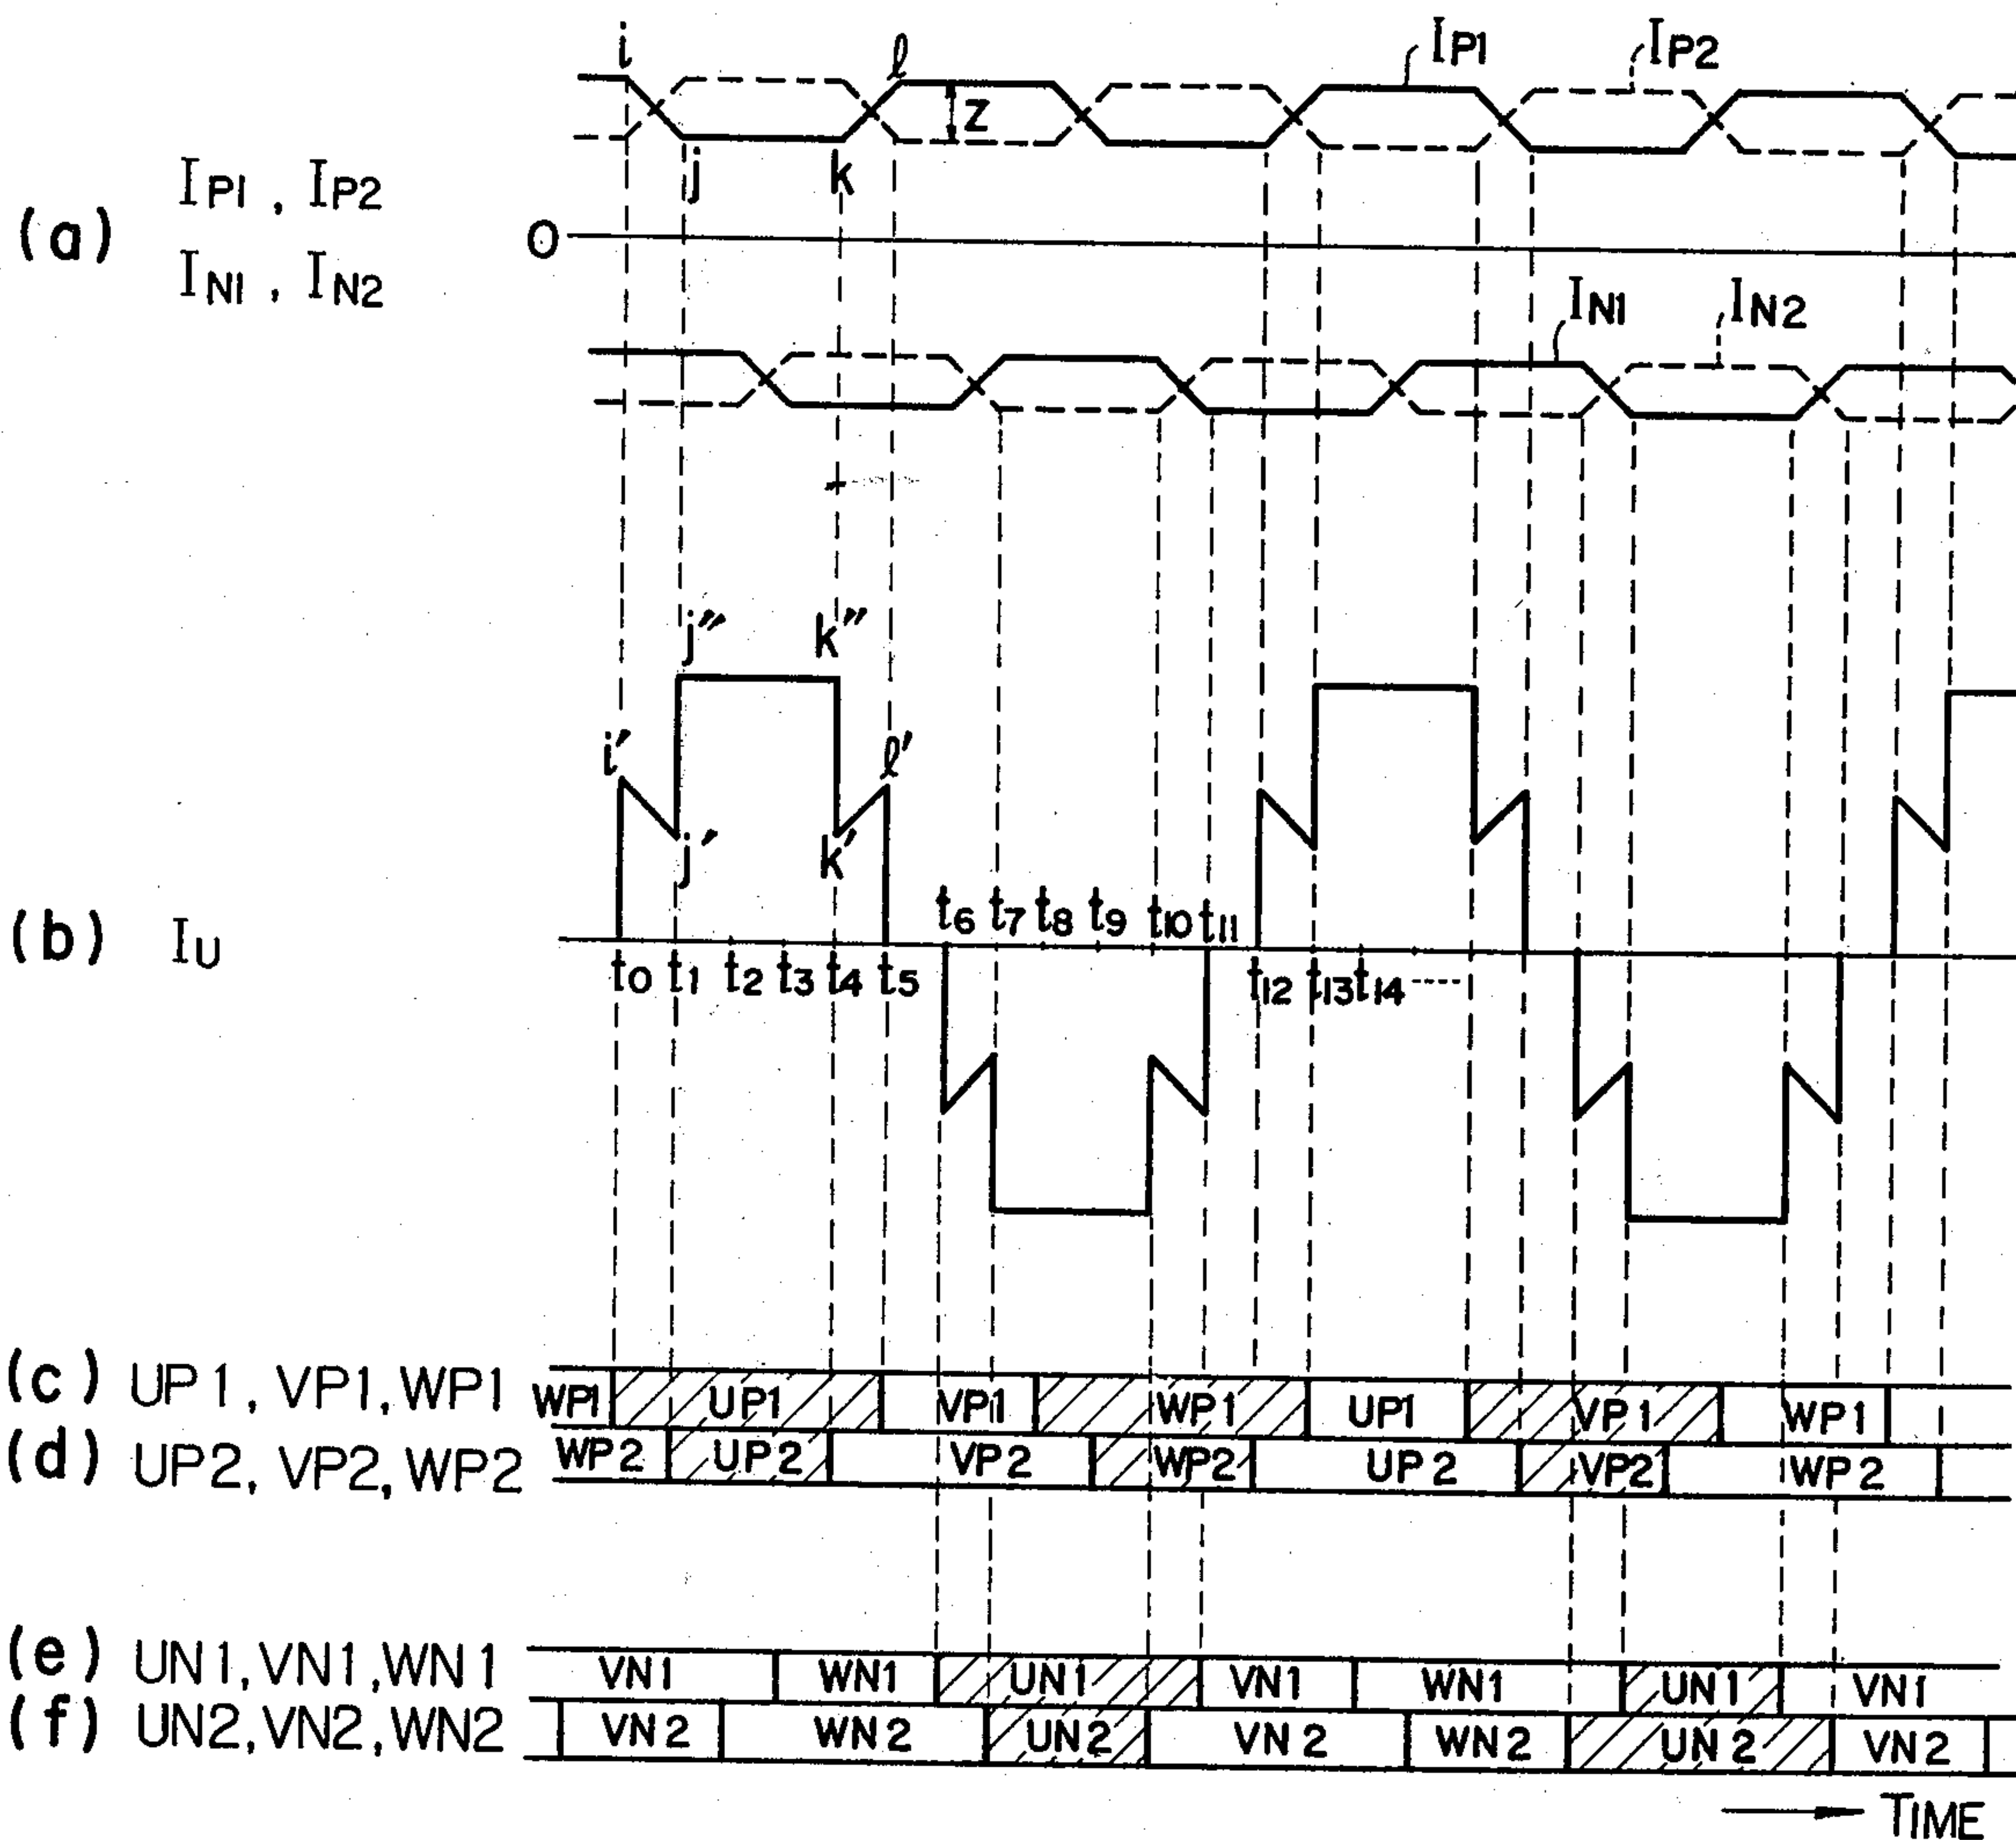 i
l
IP1
IP2
Z
j
k
(a)
IP1, IP2
0
IN1, IN2
IN1
IN2
j″
k″
i′
l′
j′
k′
(b) IU
t6 t7 t8 t9 t10 t11
t0 t1 t2 t3 t4 t5
t12 t13 t14 ----
(c) UP1, VP1, WP1
WP1 UP1 VP1 WP1 UP1 VP1 WP1
(d) UP2, VP2, WP2
WP2 UP2 VP2 WP2 UP2 VP2 WP2
(e) UN1, VN1, WN1
VN1 WN1 UN1 VN1 WN1 UN1 VN1
(f) UN2, VN2, WN2
VN2 WN2 UN2 VN2 WN2 UN2 VN2
TIME